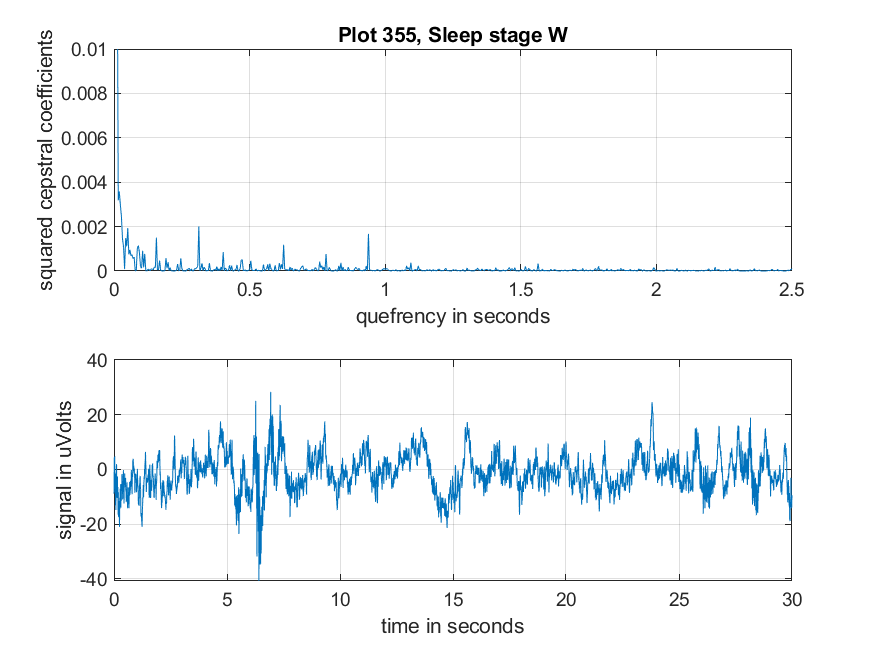 Plot 355, Sleep stage W
squared cepstral coefficients
0.01
0.008
0.006
0.004
0.002
0
0 0.5 1 1.5 2 2.5
quefrency in seconds
signal in uVolts
40
20
0
-20
-40
0 5 10 15 20 25 30
time in seconds